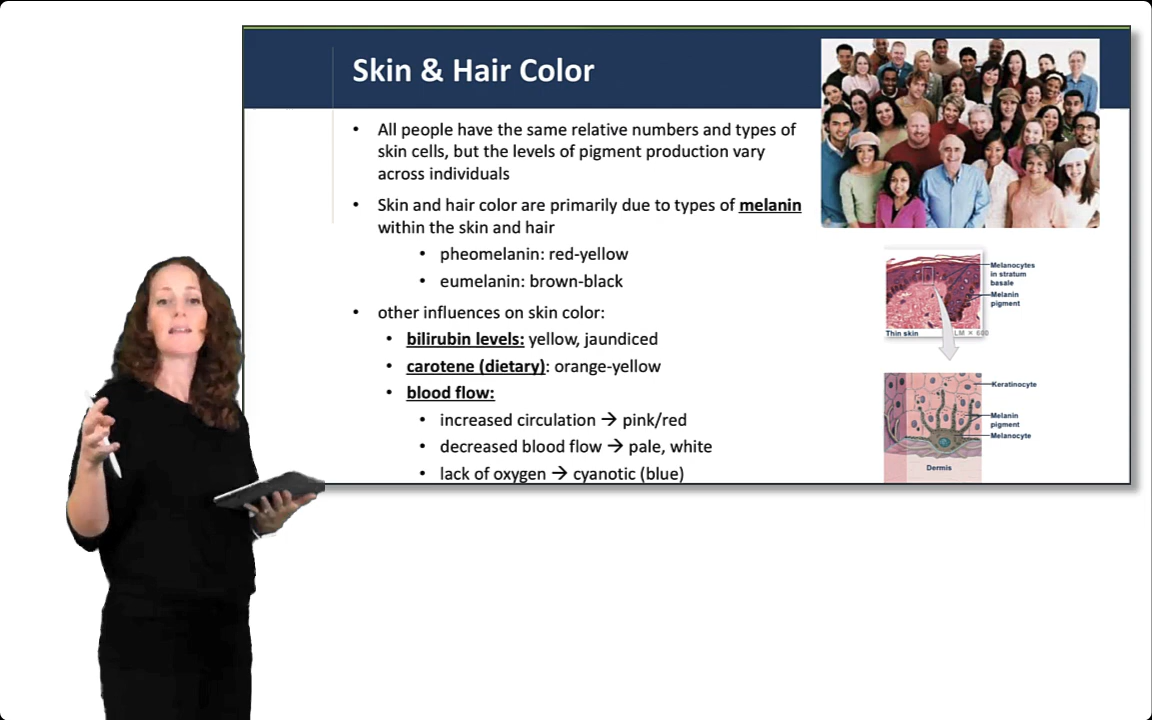 Skin & Hair Color
• All people have the same relative numbers and types of
skin cells, but the levels of pigment production vary
across individuals
• Skin and hair color are primarily due to types of melanin
within the skin and hair
• pheomelanin: red-yellow
• eumelanin: brown-black
• other influences on skin color:
• bilirubin levels: yellow, jaundiced
• carotene (dietary): orange-yellow
• blood flow:
• increased circulation → pink/red
• decreased blood flow → pale, white
• lack of oxygen → cyanotic (blue)
Melanocytes
in stratum
basale
Melanin
pigment
Thin skin
LM ×
Keratinocyte
Melanin
pigment
Melanocyte
Dermis